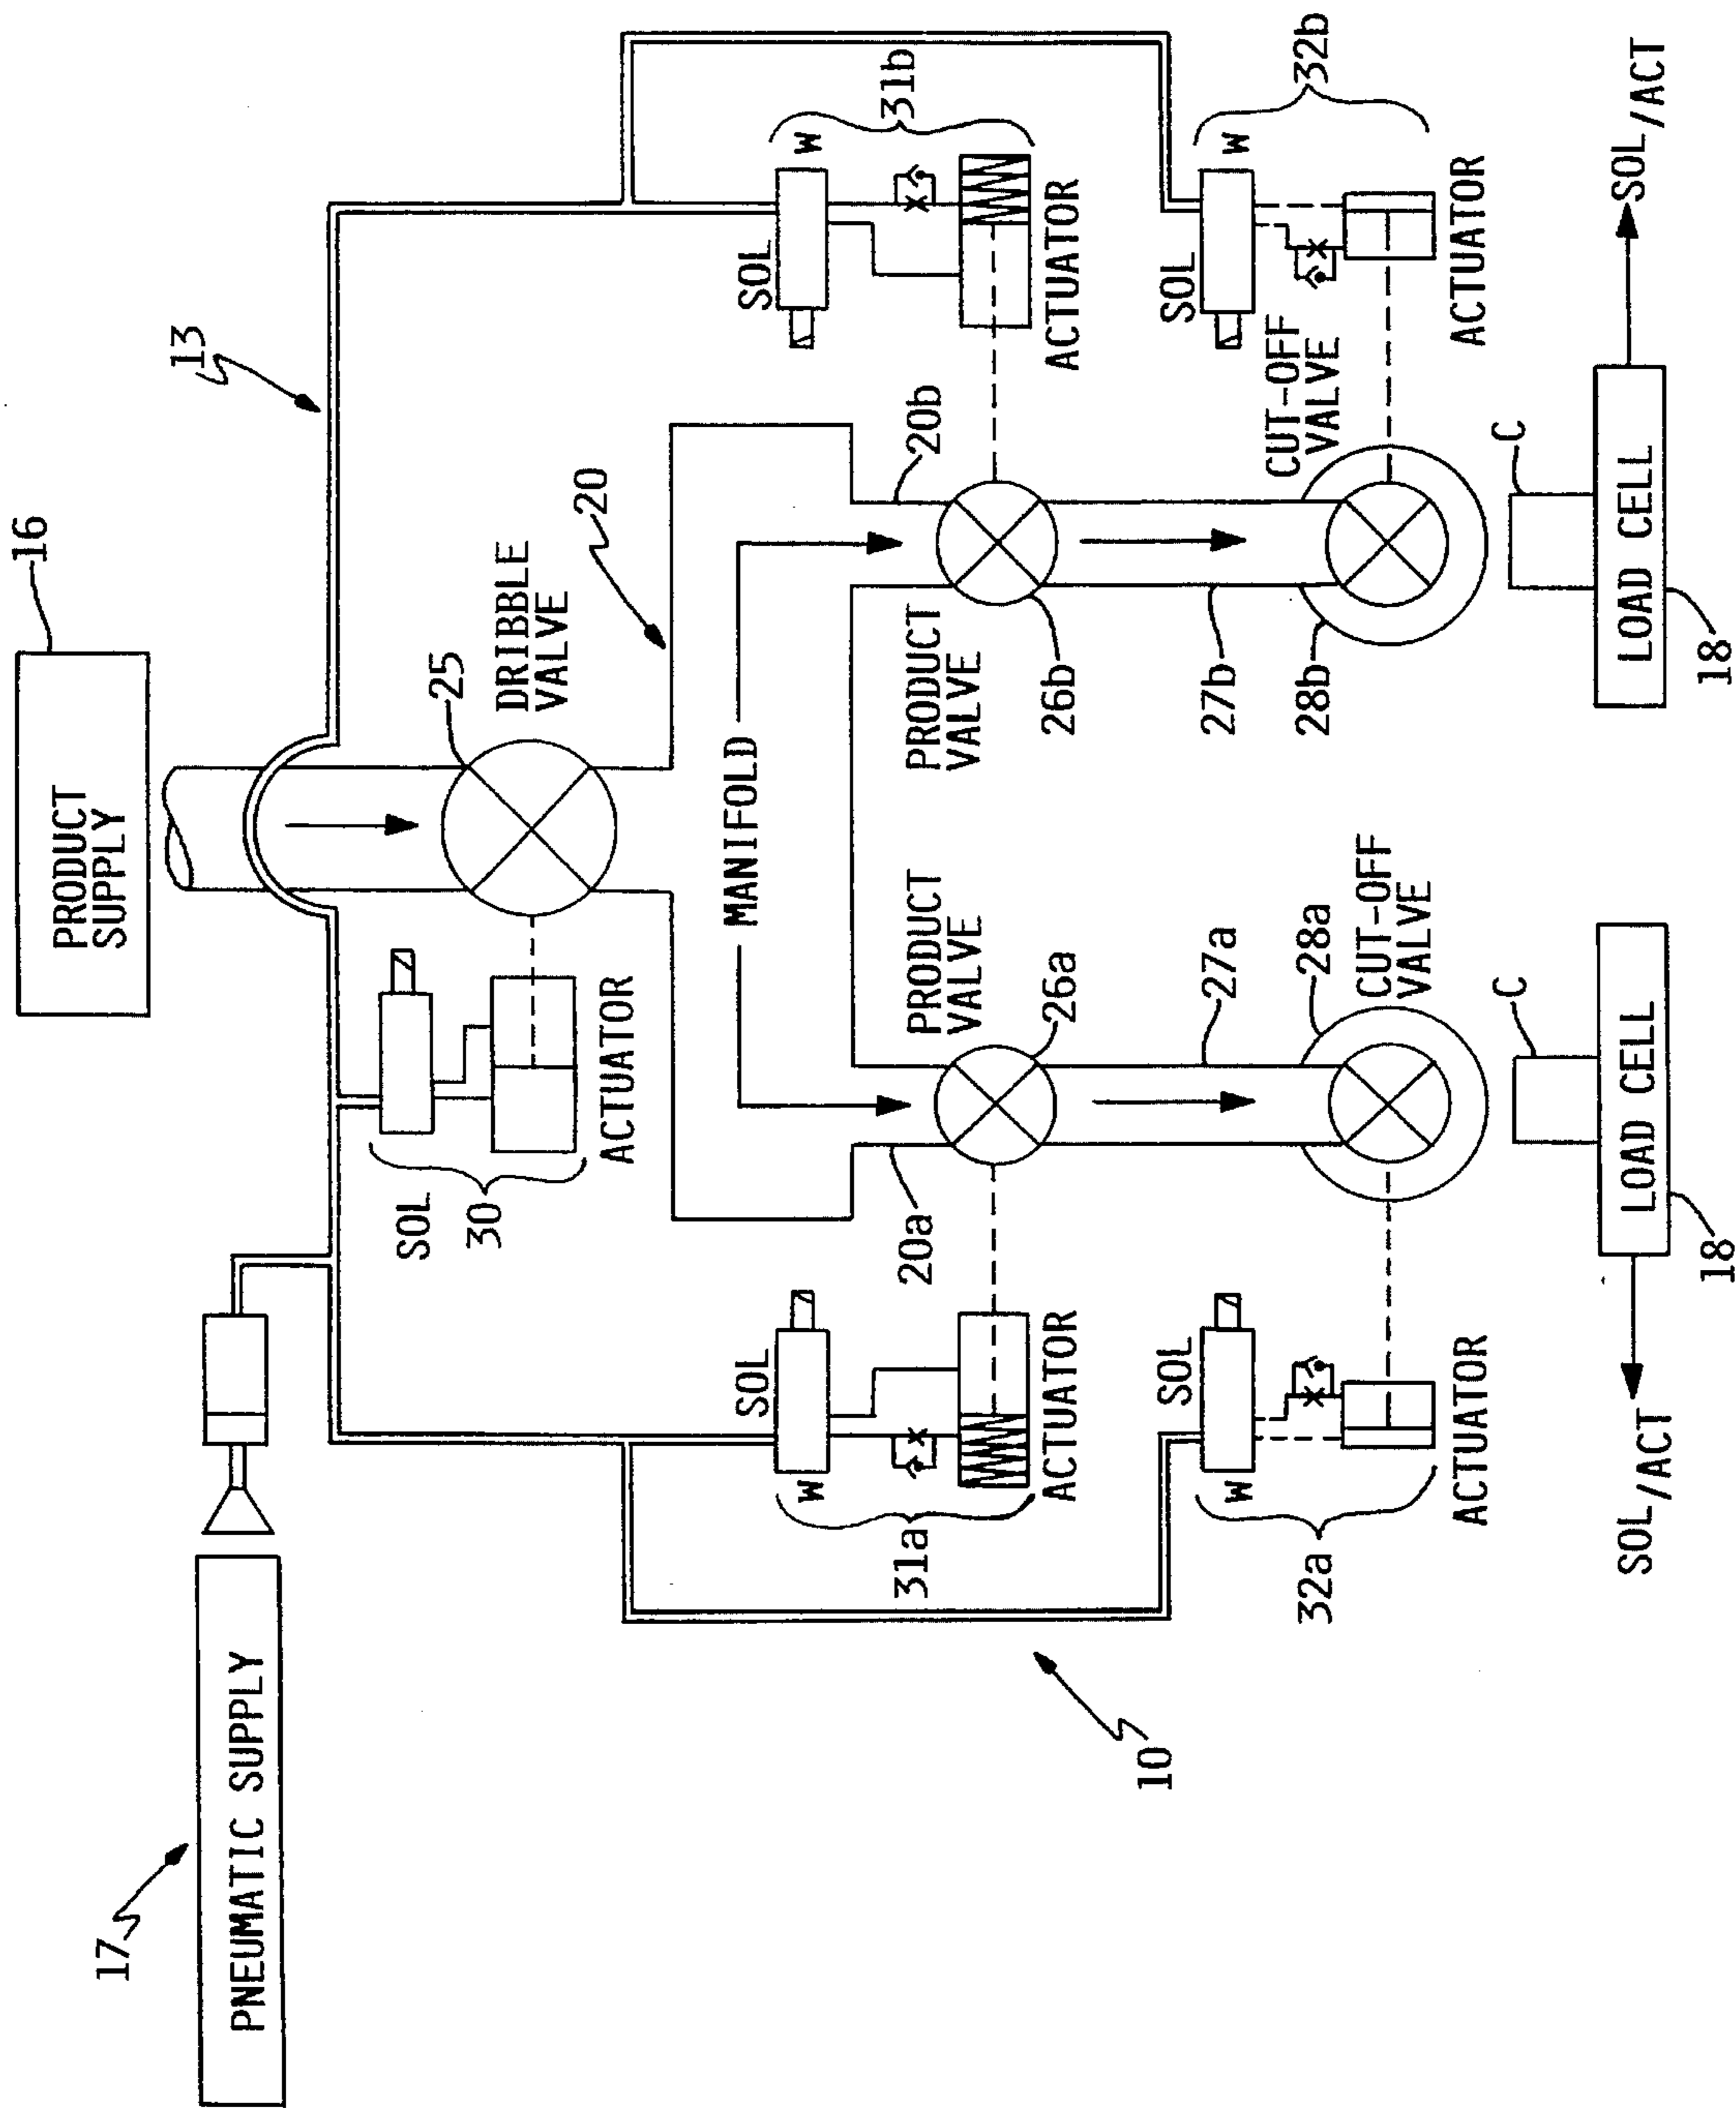 16
PRODUCT
SUPPLY
17
PNEUMATIC SUPPLY
13
25
DRIBBLE
VALVE
20
SOL
30
ACTUATOR
MANIFOLD
SOL
W
31a
ACTUATOR
20a
PRODUCT
VALVE
26a
PRODUCT
VALVE
26b
20b
SOL
W
31b
ACTUATOR
27a
27b
10
SOL
W
32a
ACTUATOR
28a
CUT-OFF
VALVE
28b
CUT-OFF
VALVE
SOL
W
32b
ACTUATOR
C
C
SOL/ACT
LOAD CELL
18
LOAD CELL
18
SOL/ACT